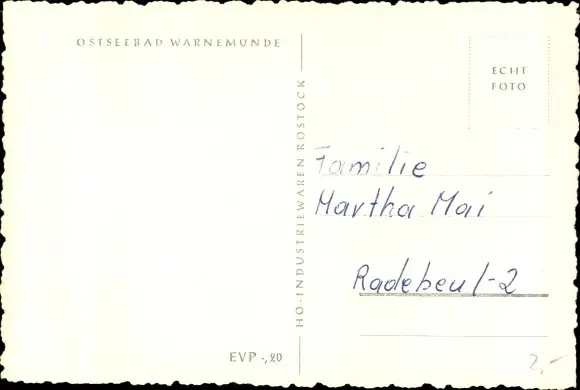 OSTSEEBAD WARNEMÜNDE
ECHT
FOTO
HO-INDUSTRIEWAREN ROSTOCK
Familie
Martha Mai
Radebeul-2
EVP -,20
2,-